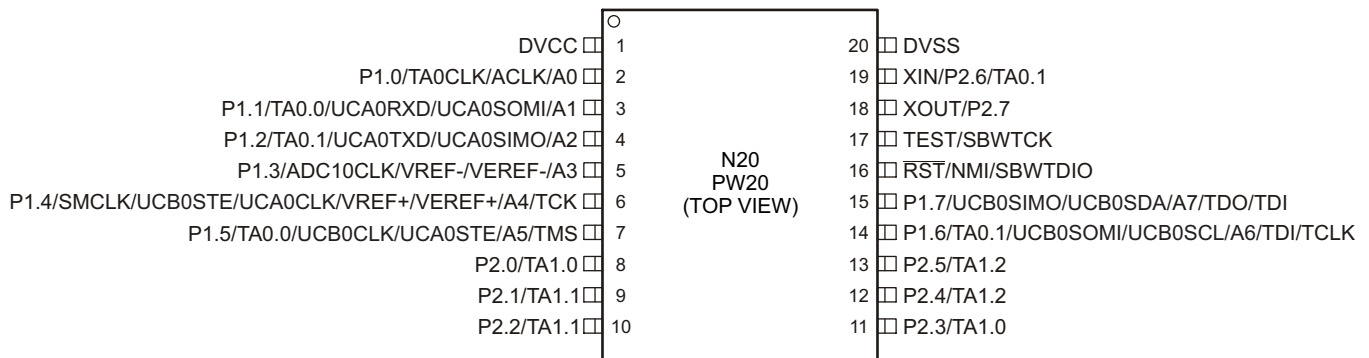 DVCC 1 20 DVSS
P1.0/TA0CLK/ACLK/A0 2 19 XIN/P2.6/TA0.1
P1.1/TA0.0/UCA0RXD/UCA0SOMI/A1 3 18 XOUT/P2.7
P1.2/TA0.1/UCA0TXD/UCA0SIMO/A2 4 17 TEST/SBWTCK
P1.3/ADC10CLK/VREF-/VEREF-/A3 5 16 RST/NMI/SBWTDIO
P1.4/SMCLK/UCB0STE/UCA0CLK/VREF+/VEREF+/A4/TCK 6 15 P1.7/UCB0SIMO/UCB0SDA/A7/TDO/TDI
P1.5/TA0.0/UCB0CLK/UCA0STE/A5/TMS 7 14 P1.6/TA0.1/UCB0SOMI/UCB0SCL/A6/TDI/TCLK
P2.0/TA1.0 8 13 P2.5/TA1.2
P2.1/TA1.1 9 12 P2.4/TA1.2
P2.2/TA1.1 10 11 P2.3/TA1.0
N20
PW20
(TOP VIEW)